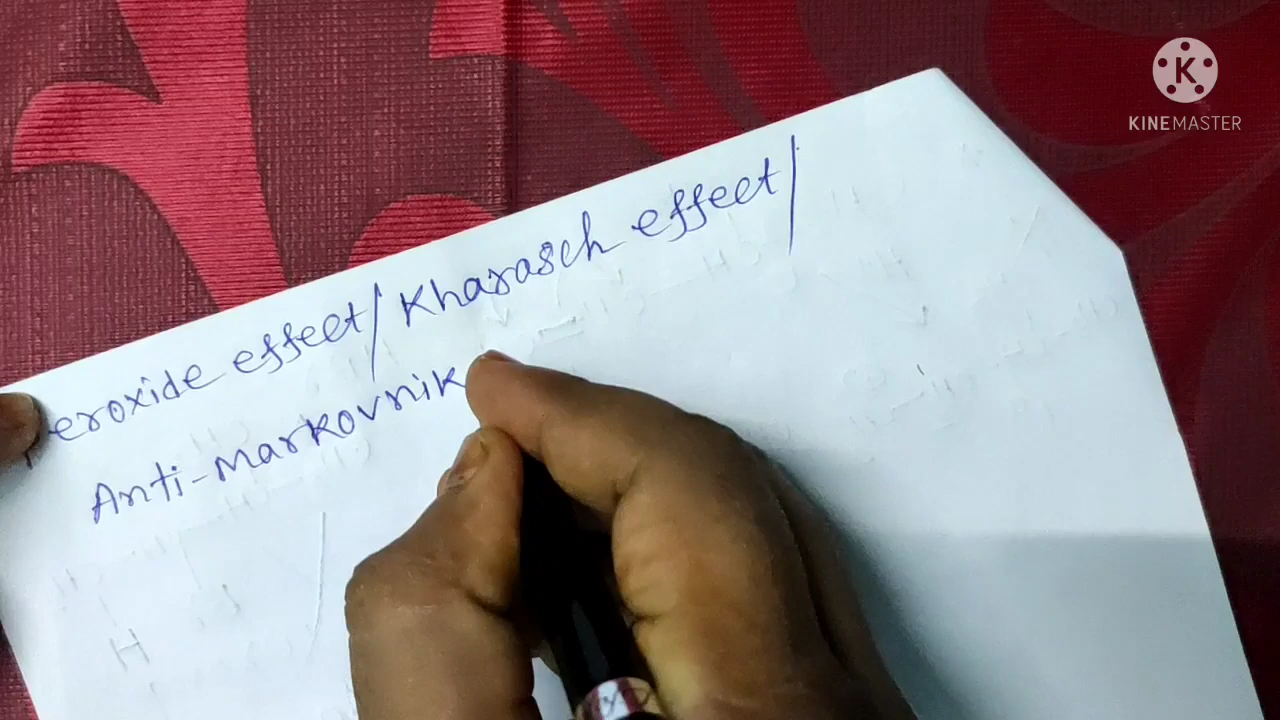 eroxide effect/Kharasch effect/
Anti-Markovnik
H
K
KINEMASTER